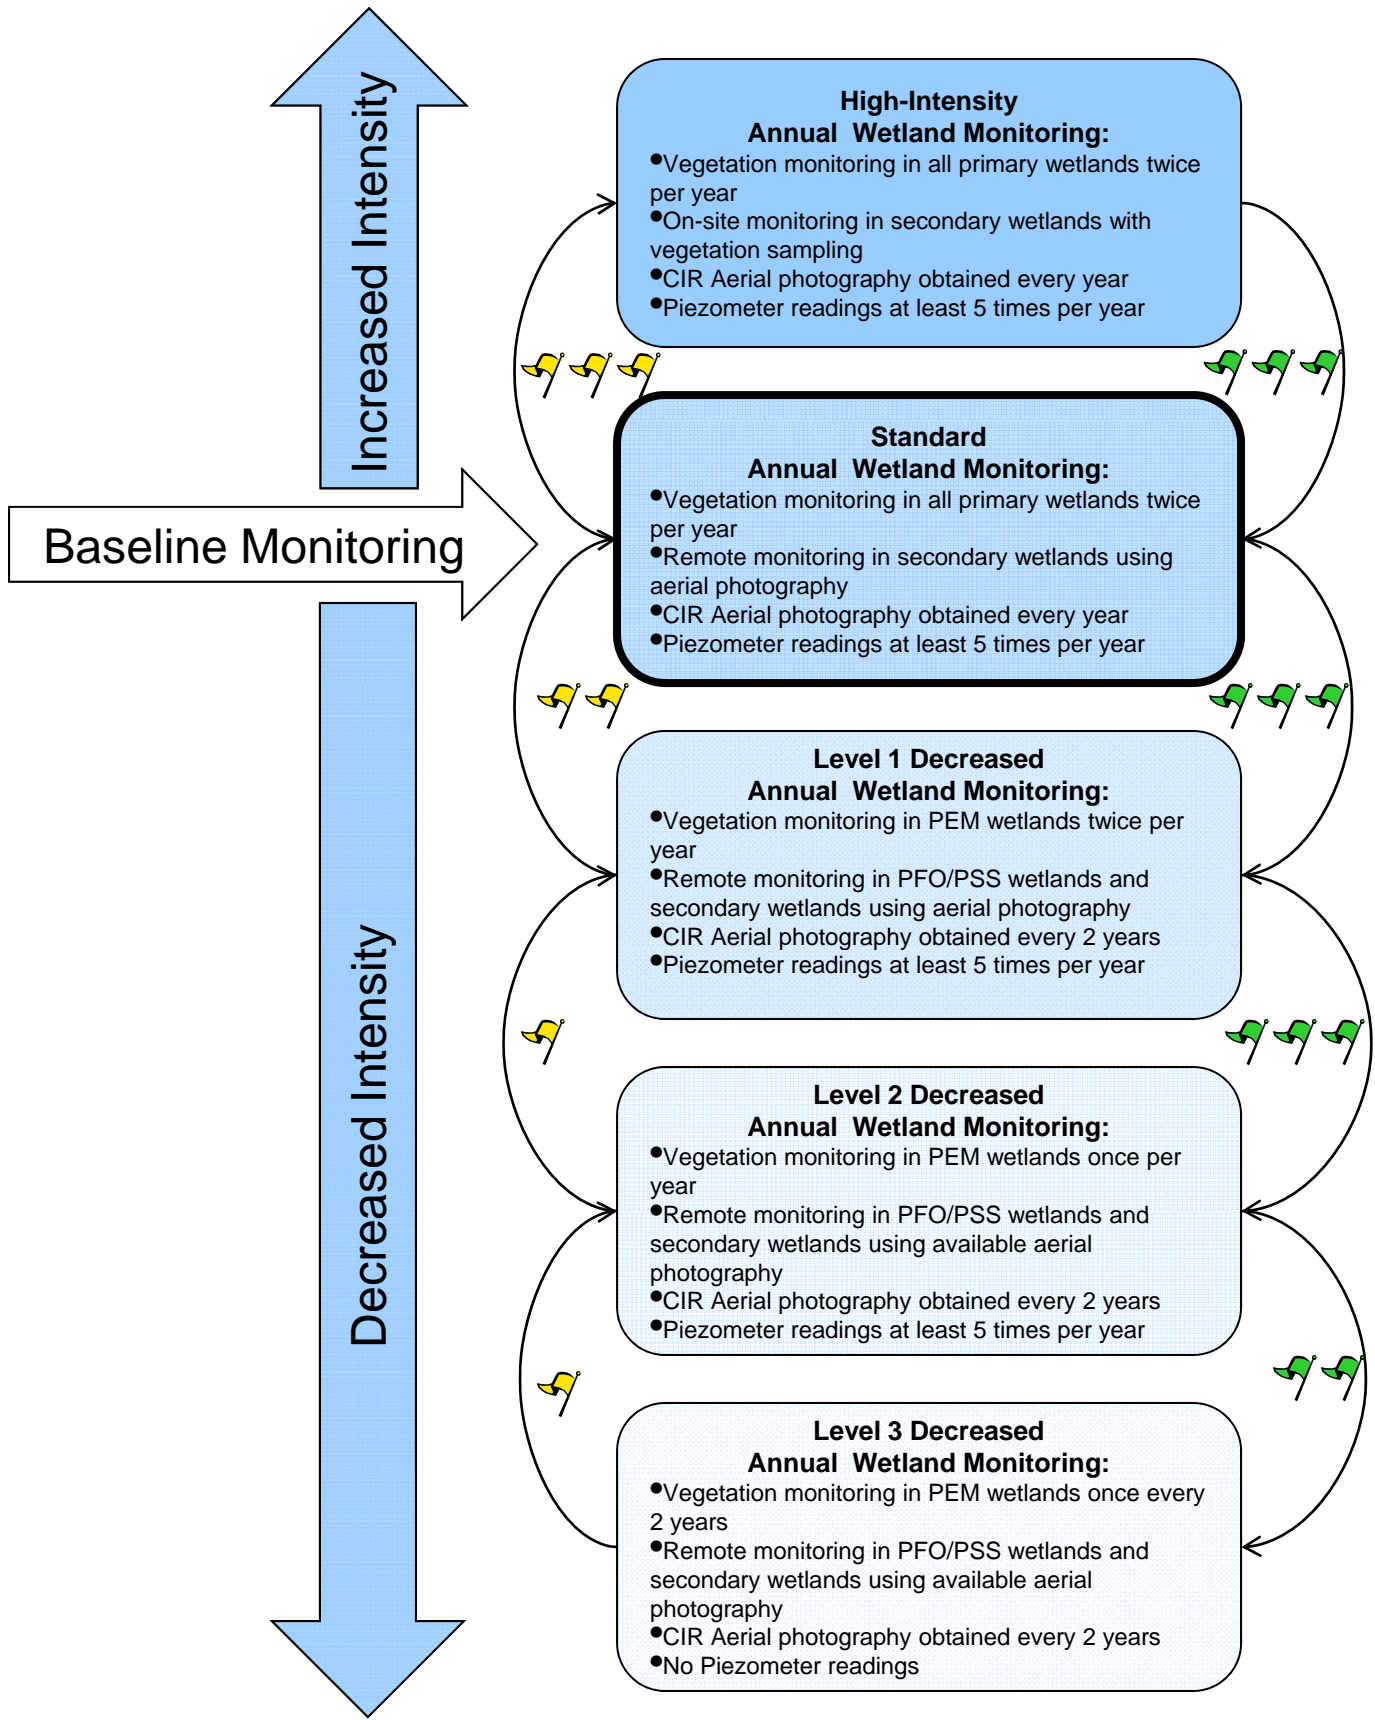 Increased Intensity
Baseline Monitoring
Decreased Intensity
High-Intensity
Annual Wetland Monitoring:
•Vegetation monitoring in all primary wetlands twice
per year
•On-site monitoring in secondary wetlands with
vegetation sampling
•CIR Aerial photography obtained every year
•Piezometer readings at least 5 times per year
Standard
Annual Wetland Monitoring:
•Vegetation monitoring in all primary wetlands twice
per year
•Remote monitoring in secondary wetlands using
aerial photography
•CIR Aerial photography obtained every year
•Piezometer readings at least 5 times per year
Level 1 Decreased
Annual Wetland Monitoring:
•Vegetation monitoring in PEM wetlands twice per
year
•Remote monitoring in PFO/PSS wetlands and
secondary wetlands using aerial photography
•CIR Aerial photography obtained every 2 years
•Piezometer readings at least 5 times per year
Level 2 Decreased
Annual Wetland Monitoring:
•Vegetation monitoring in PEM wetlands once per
year
•Remote monitoring in PFO/PSS wetlands and
secondary wetlands using available aerial
photography
•CIR Aerial photography obtained every 2 years
•Piezometer readings at least 5 times per year
Level 3 Decreased
Annual Wetland Monitoring:
•Vegetation monitoring in PEM wetlands once every
2 years
•Remote monitoring in PFO/PSS wetlands and
secondary wetlands using available aerial
photography
•CIR Aerial photography obtained every 2 years
•No Piezometer readings